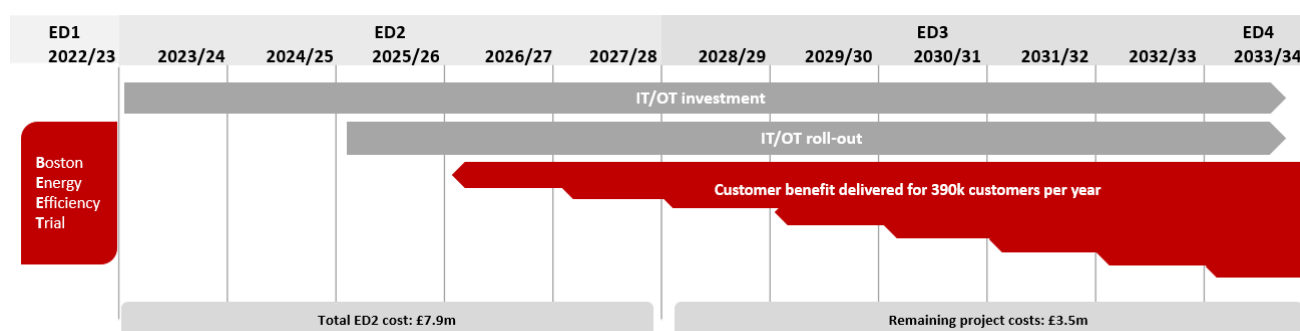 ED1 ED2 ED3 ED4
2022/23 2023/24 2024/25 2025/26 2026/27 2027/28 2028/29 2029/30 2030/31 2031/32 2032/33 2033/34
IT/OT investment
IT/OT roll-out
Boston
Energy
Efficiency
Trial
Customer benefit delivered for 390k customers per year
Total ED2 cost: £7.9m
Remaining project costs: £3.5m